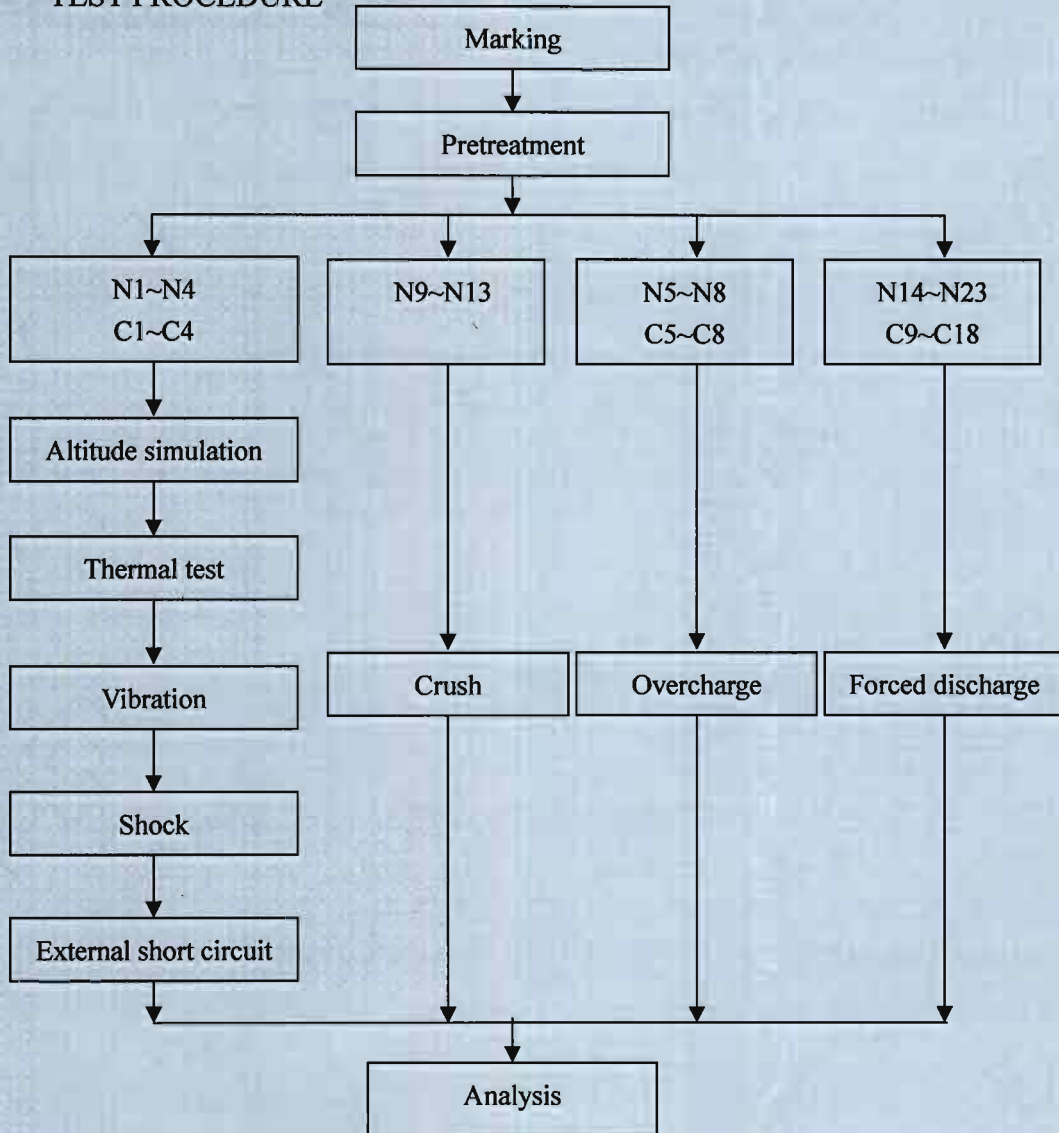 TEST PROCEDURE
Marking
Pretreatment
N1~N4
C1~C4
N9~N13
N5~N8
C5~C8
N14~N23
C9~C18
Altitude simulation
Thermal test
Vibration
Crush
Overcharge
Forced discharge
Shock
External short circuit
Analysis